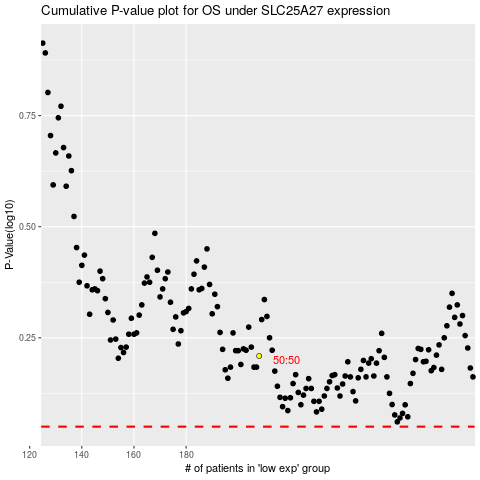 Cumulative P-value plot for OS under SLC25A27 expression
P-Value(log10)
0.75
0.50
0.25
50:50
120 140 160 180
# of patients in 'low exp' group